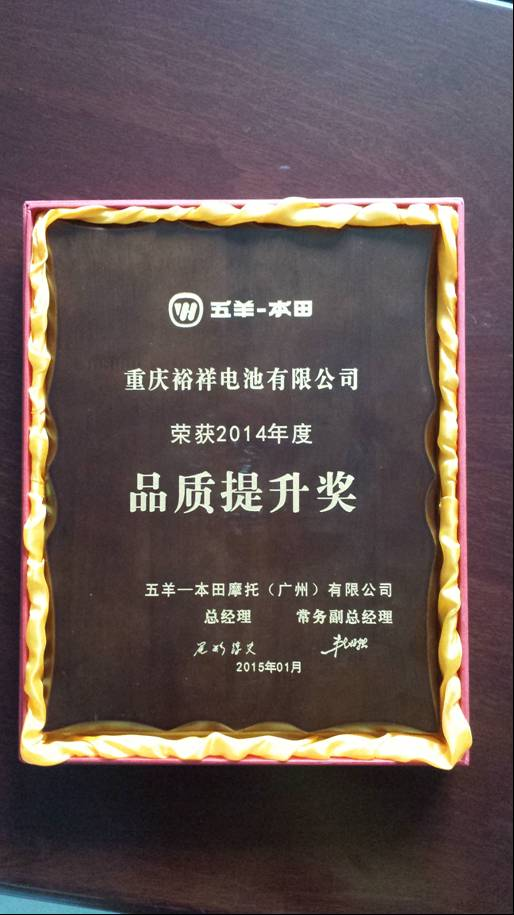 五羊-本田
重庆裕祥电池有限公司
荣获2014年度
品质提升奖
五羊—本田摩托（广州）有限公司
总经理 常务副总经理
2015年01月